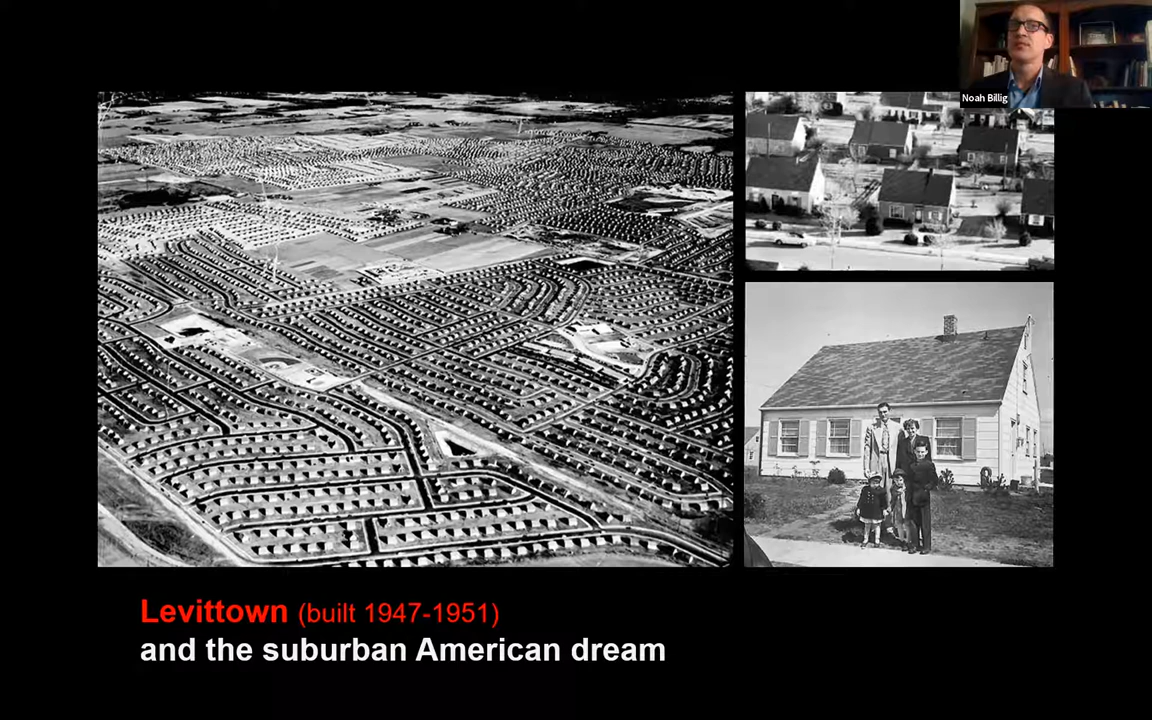 Noah Billig
Levittown (built 1947-1951)
and the suburban American dream